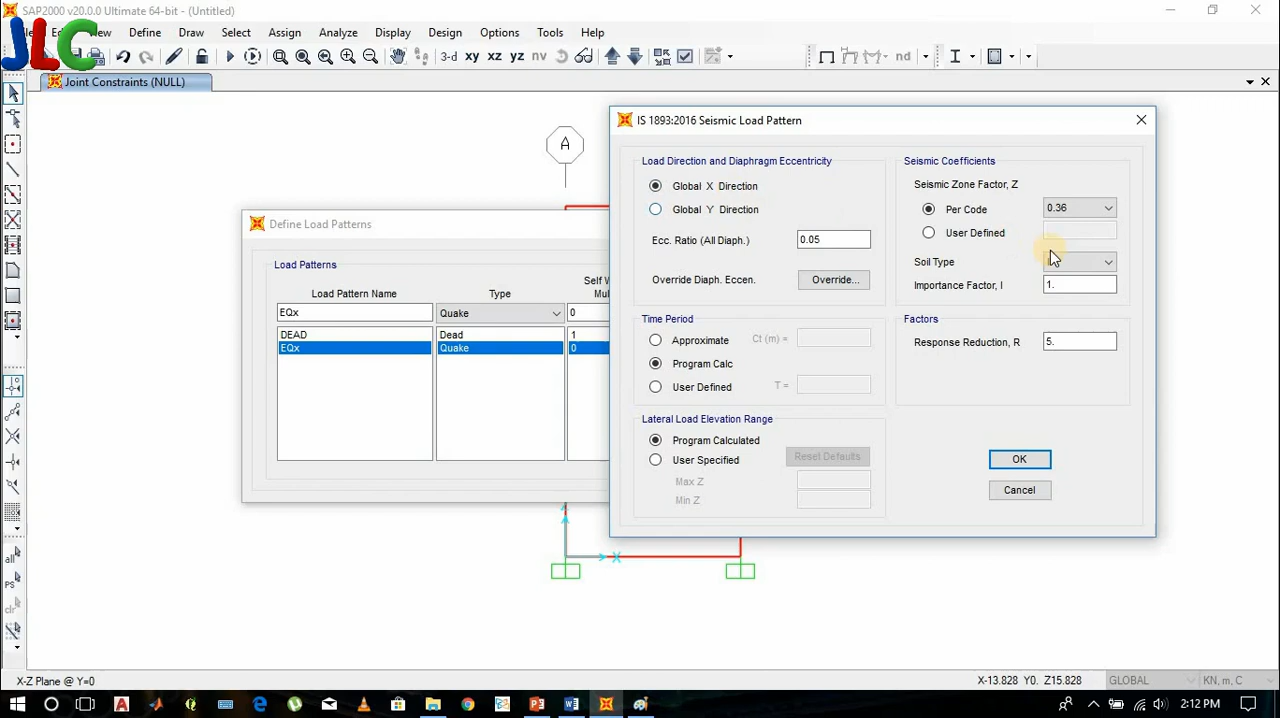 SAP2000 v20.0.0 Ultimate 64-bit - (Untitled)
JLC
View Define Draw Select Assign Analyze Display Design Options Tools Help
3-d xy xz yz nv nd
Joint Constraints (NULL)
A
IS 1893:2016 Seismic Load Pattern
Load Direction and Diaphragm Eccentricity
Global X Direction
Global Y Direction
Ecc. Ratio (All Diaph.) 0.05
Override Diaph. Eccen. Override...
Time Period
Approximate Ct (m) =
Program Calc
User Defined T =
Lateral Load Elevation Range
Program Calculated
User Specified Reset Defaults
Max Z
Min Z
Seismic Coefficients
Seismic Zone Factor, Z
Per Code 0.36
User Defined
Soil Type
Importance Factor, I 1.
Factors
Response Reduction, R 5.
OK
Cancel
Define Load Patterns
Load Patterns
Self W
Load Pattern Name Type Mul
EQx Quake 0
DEAD Dead 1
EQx Quake 0
X
all
PS
clr
X-Z Plane @ Y=0 X-13.828 Y0. Z15.828 GLOBAL KN, m, C
2:12 PM